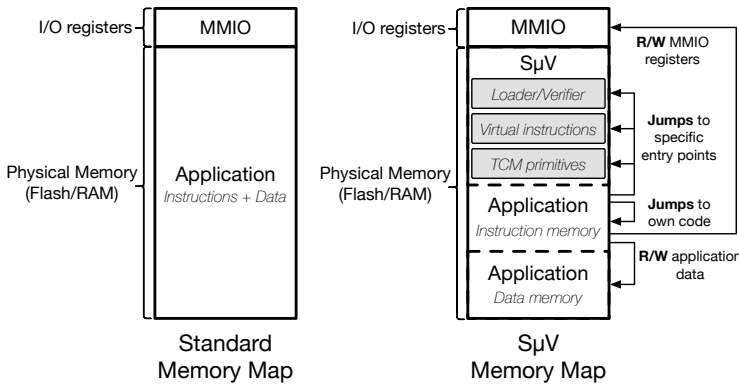 I/O registers
MMIO
Physical Memory
(Flash/RAM)
Application
Instructions + Data
Standard
Memory Map
I/O registers
MMIO
R/W MMIO
registers
SμV
Loader/Verifier
Virtual instructions
TCM primitives
Jumps to
specific
entry points
Physical Memory
(Flash/RAM)
Application
Instruction memory
Jumps to
own code
R/W application
data
Application
Data memory
SμV
Memory Map